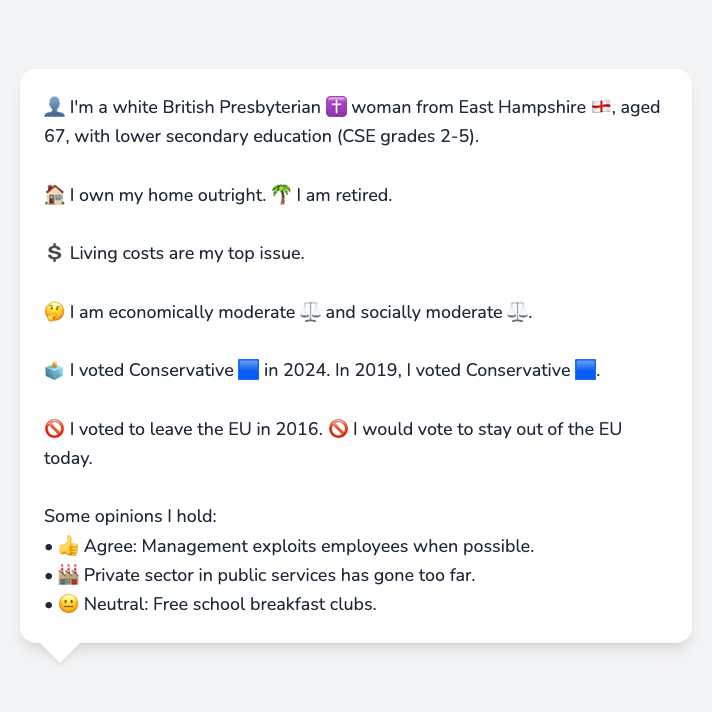 👤 I'm a white British Presbyterian ✝️ woman from East Hampshire 🏴󠁧󠁢󠁥󠁮󠁧󠁿, aged
67, with lower secondary education (CSE grades 2-5).
🏠 I own my home outright. 🌴 I am retired.
💲 Living costs are my top issue.
🤔 I am economically moderate ⚖️ and socially moderate ⚖️.
🗳️ I voted Conservative 🟦 in 2024. In 2019, I voted Conservative 🟦.
🚫 I voted to leave the EU in 2016. 🚫 I would vote to stay out of the EU
today.
Some opinions I hold:
• 👍 Agree: Management exploits employees when possible.
• 🏭 Private sector in public services has gone too far.
• 😐 Neutral: Free school breakfast clubs.